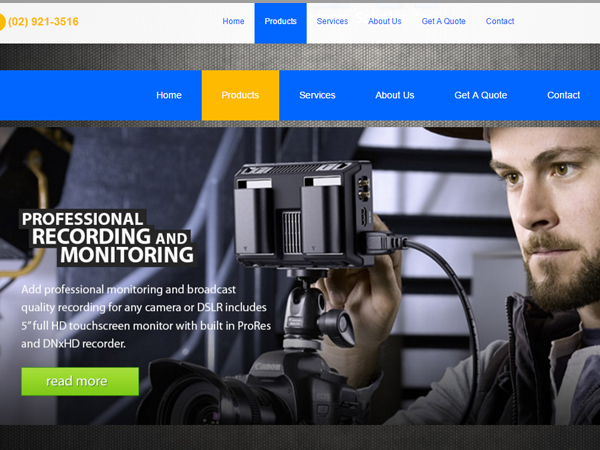 (02) 921-3516
Home Products Services About Us Get A Quote Contact
Home Products Services About Us Get A Quote Contact
PROFESSIONAL
RECORDING AND
MONITORING
Add professional monitoring and broadcast
quality recording for any camera or DSLR includes
5" full HD touchscreen monitor with built in ProRes
and DNxHD recorder.
read more
Canon